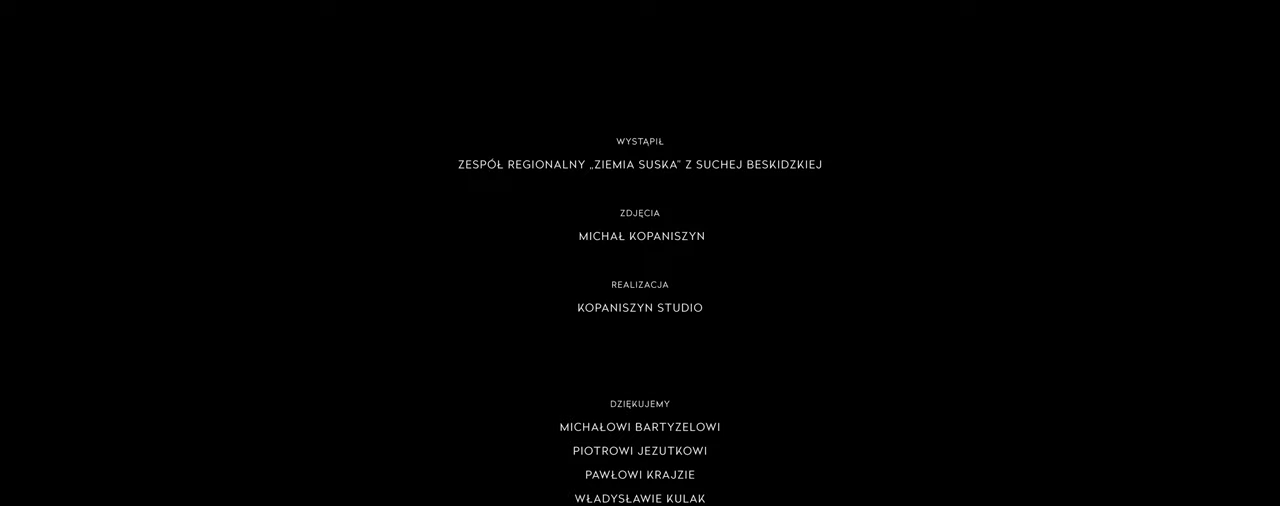 WYSTĄPIŁ
ZESPÓŁ REGIONALNY „ZIEMIA SUSKA” Z SUCHEJ BESKIDZKIEJ
ZDJĘCIA
MICHAŁ KOPANISZYN
REALIZACJA
KOPANISZYN STUDIO
DZIĘKUJEMY
MICHAŁOWI BARTYZELOWI
PIOTROWI JEZUTKOWI
PAWŁOWI KRAJZIE
WŁADYSŁAWIE KULAK